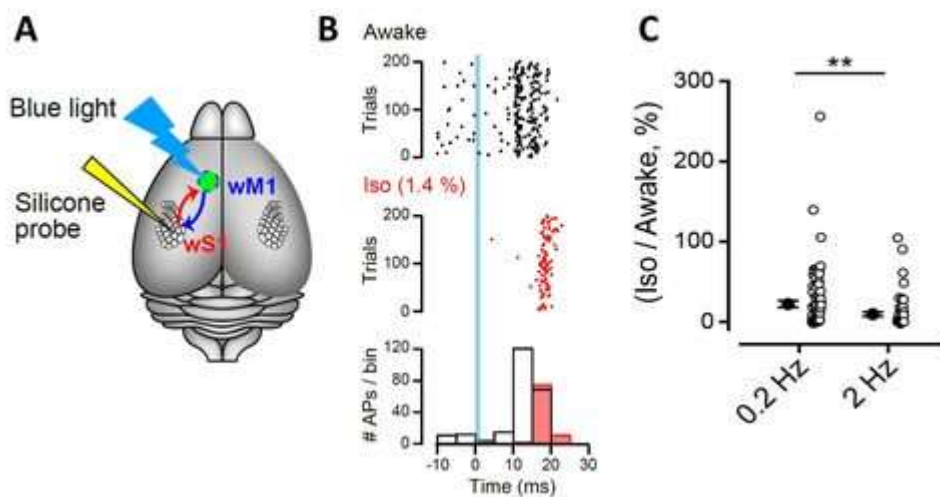 A
Blue light
Silicone
probe
wM1
wS1
B
Awake
Trials
200
100
0
Iso (1.4 %)
Trials
200
100
0
# APs / bin
120
80
40
0
-10 0 10 20 30
Time (ms)
C
(Iso / Awake, %)
300
200
100
0
**
0.2 Hz
2 Hz